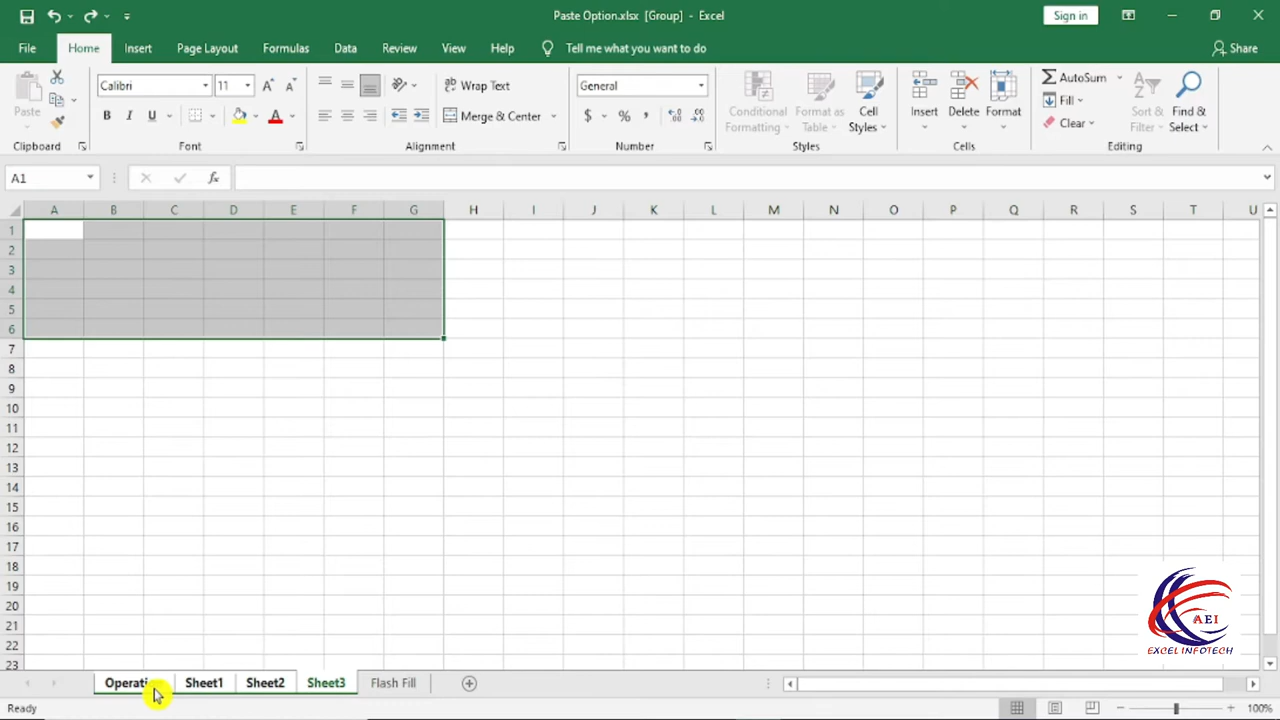 Paste Option.xlsx [Group] - Excel
Sign in
File Home Insert Page Layout Formulas Data Review View Help Tell me what you want to do Share
Paste
Calibri 11
B I U A
Wrap Text
Merge & Center
General
$ % ,
Conditional Formatting
Format as Table
Cell Styles
Insert Delete Format
AutoSum
Fill
Clear
Sort & Filter
Find & Select
Clipboard Font Alignment Number Styles Cells Editing
A1 fx
A B C D E F G H I J K L M N O P Q R S T U
1
2
3
4
5
6
7
8
9
10
11
12
13
14
15
16
17
18
19
20
21
22
23
AEI
EXCEL INFOTECH
Sheet1 Sheet2 Sheet3 Flash Fill
Ready 100%